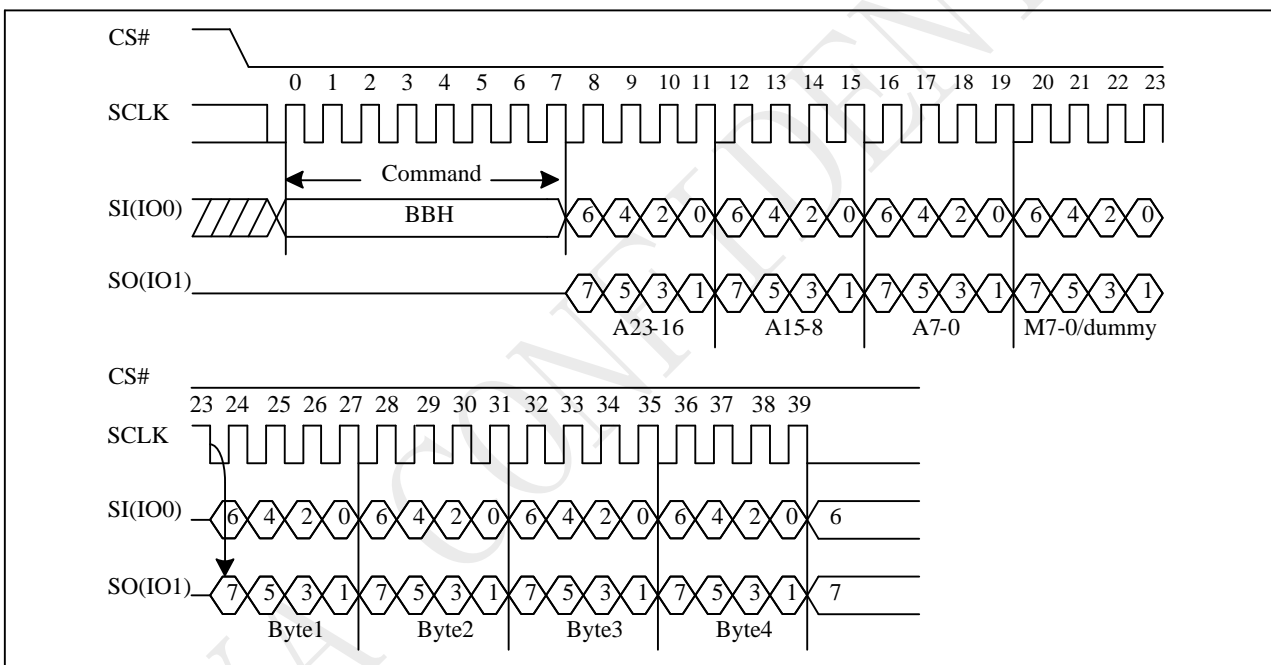 CS#
0 1 2 3 4 5 6 7 8 9 10 11 12 13 14 15 16 17 18 19 20 21 22 23
SCLK
Command
SI(IO0) BBH 6 4 2 0 6 4 2 0 6 4 2 0 6 4 2 0
SO(IO1) 7 5 3 1 7 5 3 1 7 5 3 1 7 5 3 1
A23-16 A15-8 A7-0 M7-0/dummy
CS#
23 24 25 26 27 28 29 30 31 32 33 34 35 36 37 38 39
SCLK
SI(IO0) 6 4 2 0 6 4 2 0 6 4 2 0 6 4 2 0 6
SO(IO1) 7 5 3 1 7 5 3 1 7 5 3 1 7 5 3 1 7
Byte1 Byte2 Byte3 Byte4